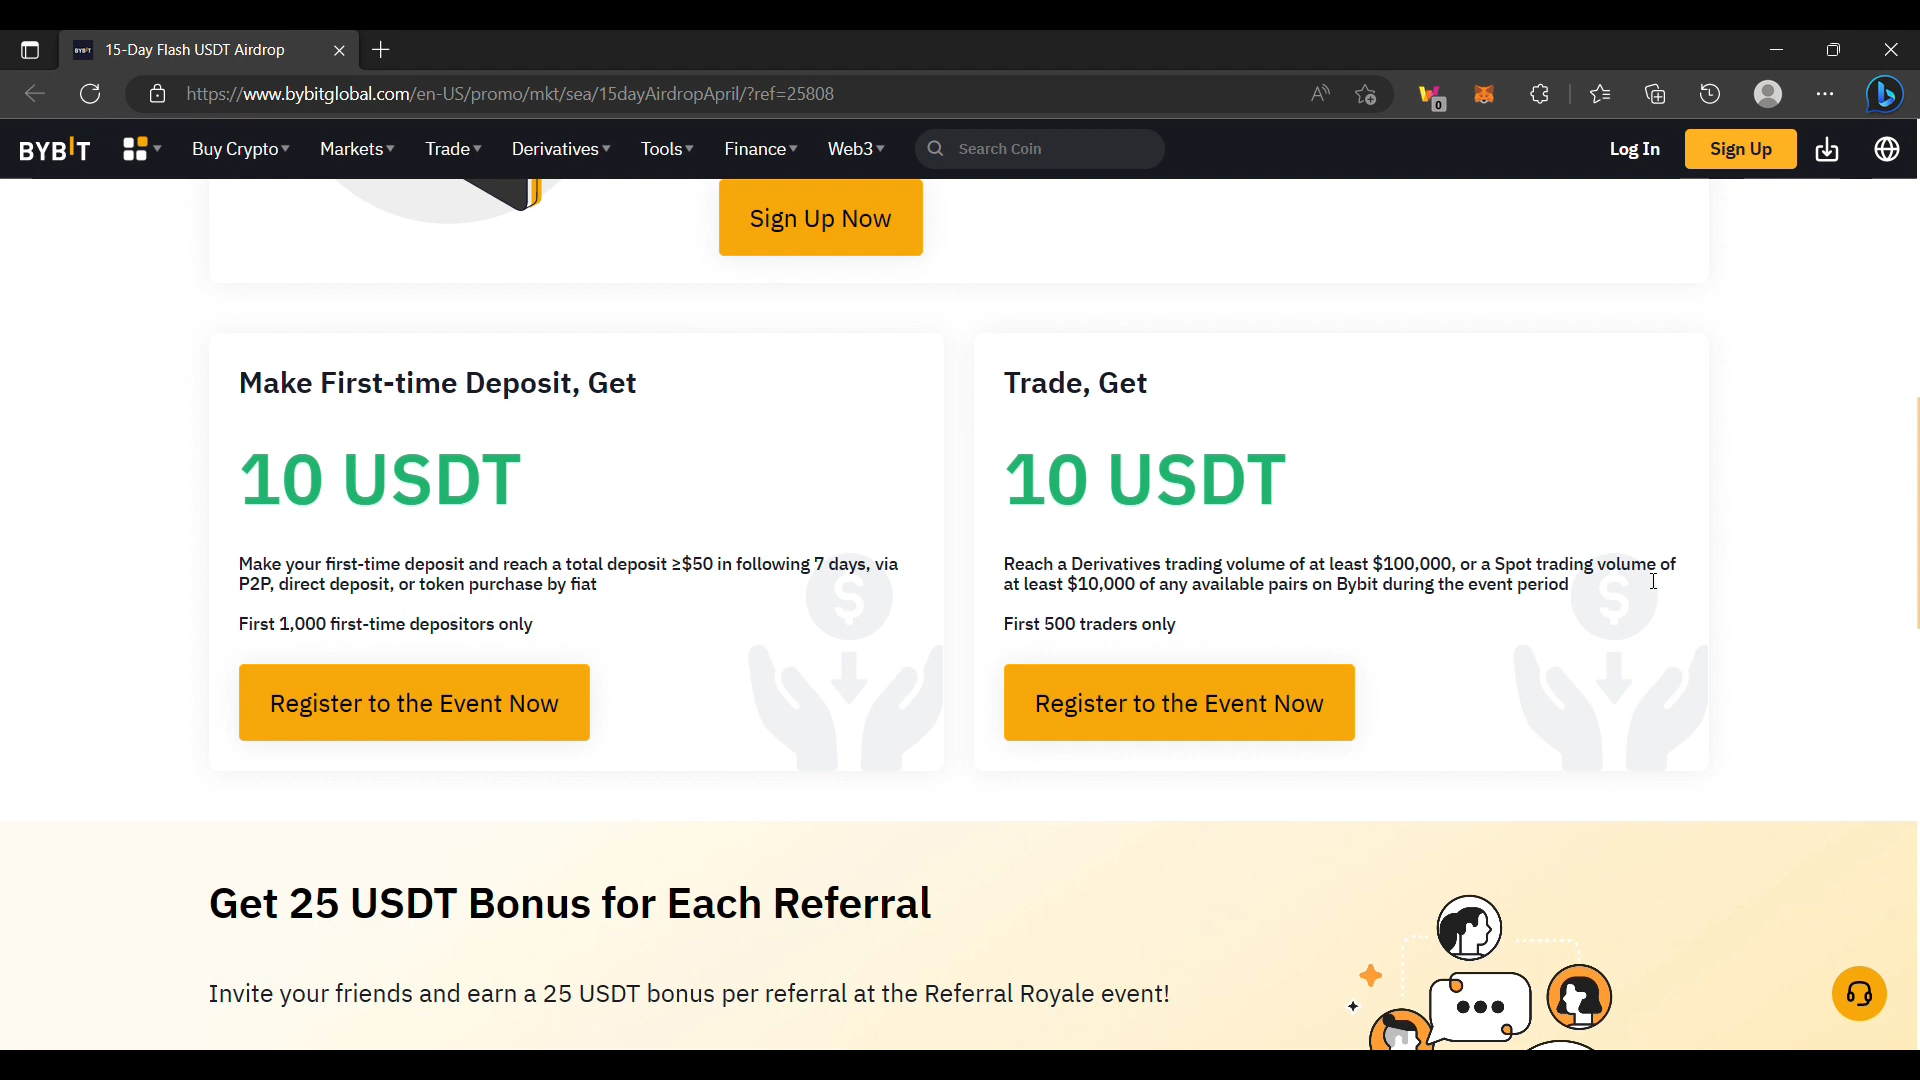 15-Day Flash USDT Airdrop
https://www.bybitglobal.com/en-US/promo/mkt/sea/15dayAirdropApril/?ref=25808
0
BYBIT
Buy Crypto
Markets
Trade
Derivatives
Tools
Finance
Web3
Search Coin
Log In
Sign Up
Sign Up Now
Make First-time Deposit, Get
10 USDT
Make your first-time deposit and reach a total deposit ≥$50 in following 7 days, via
P2P, direct deposit, or token purchase by fiat
First 1,000 first-time depositors only
Register to the Event Now
Trade, Get
10 USDT
Reach a Derivatives trading volume of at least $100,000, or a Spot trading volume of
at least $10,000 of any available pairs on Bybit during the event period
First 500 traders only
Register to the Event Now
Get 25 USDT Bonus for Each Referral
Invite your friends and earn a 25 USDT bonus per referral at the Referral Royale event!